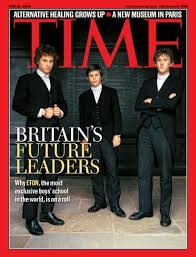 ALTERNATIVE HEALING GROWS UP • A NEW MUSEUM IN PARIS
TIME
BRITAIN'S
FUTURE
LEADERS
Why ETON, the most
exclusive boys' school
in the world, is on a roll